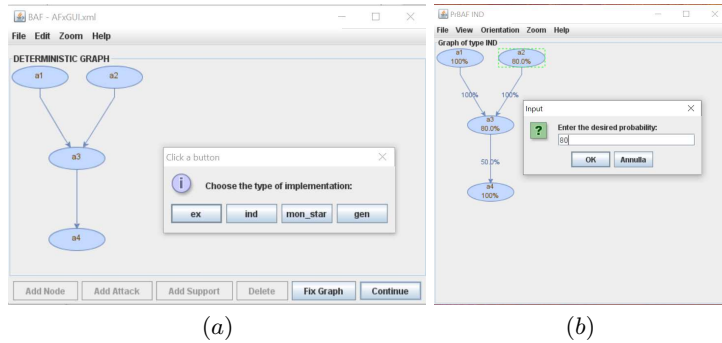 BAF - AFxGUI.xml
File Edit Zoom Help
DETERMINISTIC GRAPH
a1 a2
a3
a4
Click a button
Choose the type of implementation:
ex ind mon_star gen
Add Node Add Attack Add Support Delete Fix Graph Continue
(a)
PrBAF IND
File View Orientation Zoom Help
Graph of type IND
a1 a2
100% 80.0%
100% 100%
a3
80.0%
50.0%
a4
100%
Input
Enter the desired probability:
80
OK Annulla
(b)